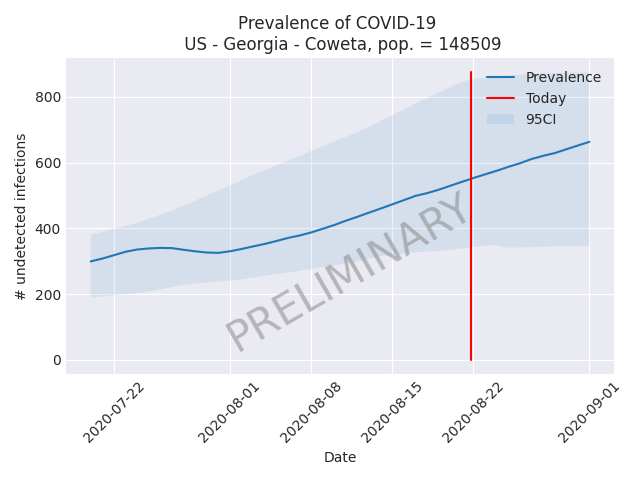 Prevalence of COVID-19
US - Georgia - Coweta, pop. = 148509
Prevalence
Today
95CI
# undetected infections
800
600
400
200
0
PRELIMINARY
2020-07-22
2020-08-01
2020-08-08
2020-08-15
2020-08-22
2020-09-01
Date